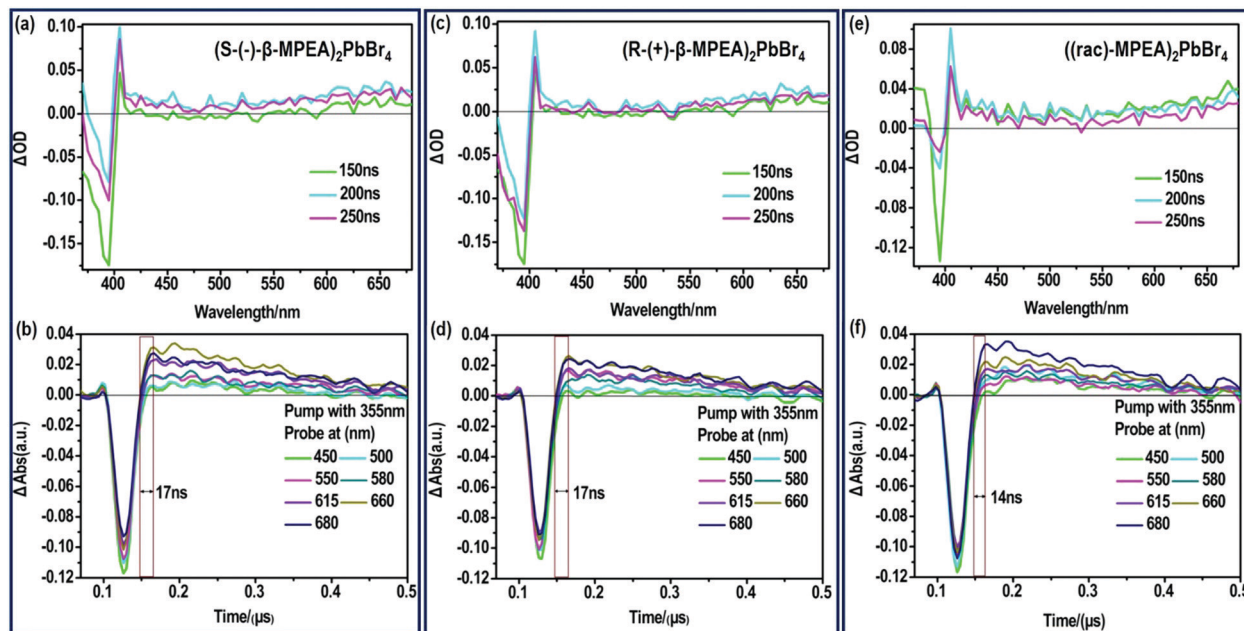 (a)
(S-(-)-β-MPEA)₂PbBr₄
0.10
0.05
0.00
-0.05
-0.10
-0.15
Δ OD
150ns
200ns
250ns
400 450 500 550 600 650
Wavelength/nm
(b)
0.04
0.02
0.00
-0.02
-0.04
-0.06
-0.08
-0.10
-0.12
Δ Abs(a.u.)
Pump with 355nm
Probe at (nm)
450 500
550 580
615 660
680
17ns
0.1 0.2 0.3 0.4 0.5
Time/(µs)
(c)
(R-(+)-β-MPEA)₂PbBr₄
0.10
0.05
0.00
-0.05
-0.10
-0.15
Δ OD
150ns
200ns
250ns
400 450 500 550 600 650
Wavelength/nm
(d)
0.04
0.02
0.00
-0.02
-0.04
-0.06
-0.08
-0.10
-0.12
Δ Abs(a.u.)
Pump with 355nm
Probe at (nm)
450 500
550 580
615 660
680
17ns
0.1 0.2 0.3 0.4 0.5
Time/(µs)
(e)
((rac)-MPEA)₂PbBr₄
0.08
0.04
0.00
0.04
0.08
-0.12
Δ OD
150ns
200ns
250ns
400 450 500 550 600 650
Wavelength/nm
(f)
0.04
0.02
0.00
-0.02
-0.04
-0.06
-0.08
-0.10
-0.12
Δ Abs(a.u.)
Pump with 355nm
Probe at (nm)
450 500
550 580
615 660
680
14ns
0.1 0.2 0.3 0.4 0.5
Time/(µs)